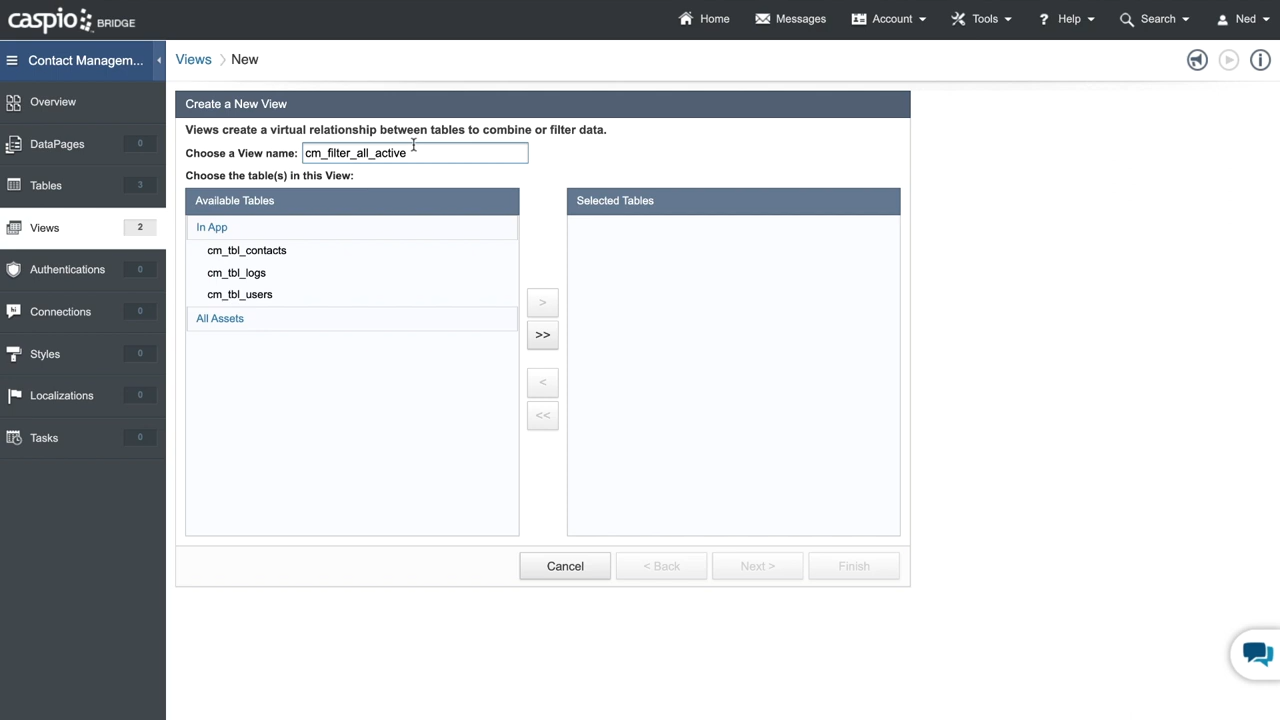 caspio BRIDGE
Home Messages Account Tools ? Help Search Ned
Contact Managem...
Views New
Overview
DataPages 0
Tables 3
Views 2
Authentications 0
Connections 0
Styles 0
Localizations 0
Tasks 0
Create a New View
Views create a virtual relationship between tables to combine or filter data.
Choose a View name: cm_filter_all_active
Choose the table(s) in this View:
Available Tables
In App
cm_tbl_contacts
cm_tbl_logs
cm_tbl_users
All Assets
>
>>
<
<<
Selected Tables
Cancel < Back Next > Finish